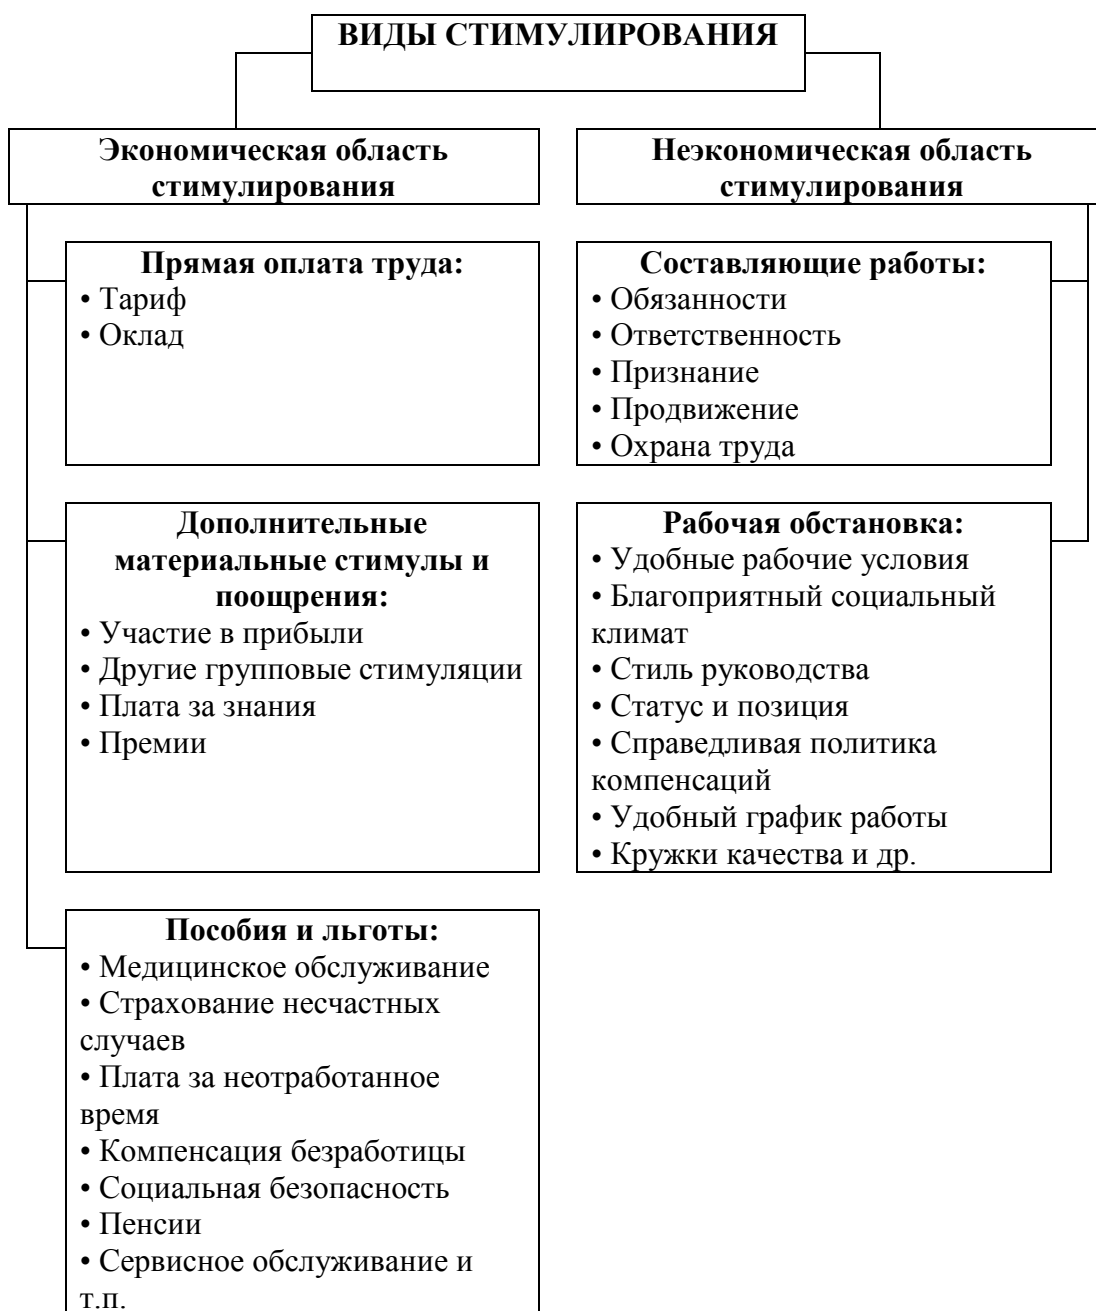 ВИДЫ СТИМУЛИРОВАНИЯ
Экономическая область
стимулирования
Неэкономическая область
стимулирования
Прямая оплата труда:
• Тариф
• Оклад
Составляющие работы:
• Обязанности
• Ответственность
• Признание
• Продвижение
• Охрана труда
Дополнительные
материальные стимулы и
поощрения:
• Участие в прибыли
• Другие групповые стимуляции
• Плата за знания
• Премии
Рабочая обстановка:
• Удобные рабочие условия
• Благоприятный социальный
климат
• Стиль руководства
• Статус и позиция
• Справедливая политика
компенсаций
• Удобный график работы
• Кружки качества и др.
Пособия и льготы:
• Медицинское обслуживание
• Страхование несчастных
случаев
• Плата за неотработанное
время
• Компенсация безработицы
• Социальная безопасность
• Пенсии
• Сервисное обслуживание и
т.п.